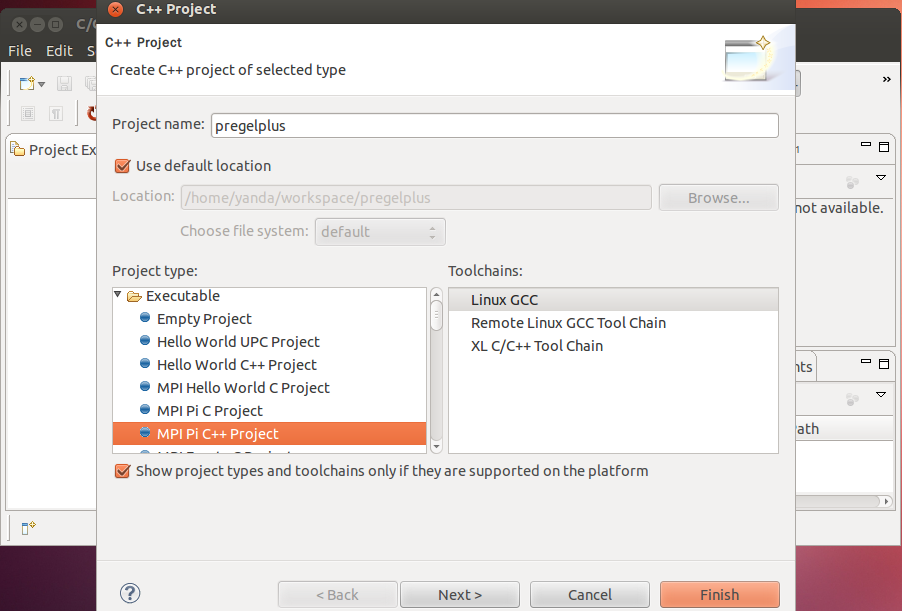 C++ Project
C/
File Edit S
C++ Project
Create C++ project of selected type
Project name: pregelplus
Project Ex
Use default location
Location: /home/yanda/workspace/pregelplus Browse...
not available.
Choose file system: default
Project type: Toolchains:
Executable
Empty Project
Hello World UPC Project
Hello World C++ Project
MPI Hello World C Project
MPI Pi C Project
MPI Pi C++ Project
Linux GCC
Remote Linux GCC Tool Chain
XL C/C++ Tool Chain
nts
ath
Show project types and toolchains only if they are supported on the platform
< Back Next > Cancel Finish